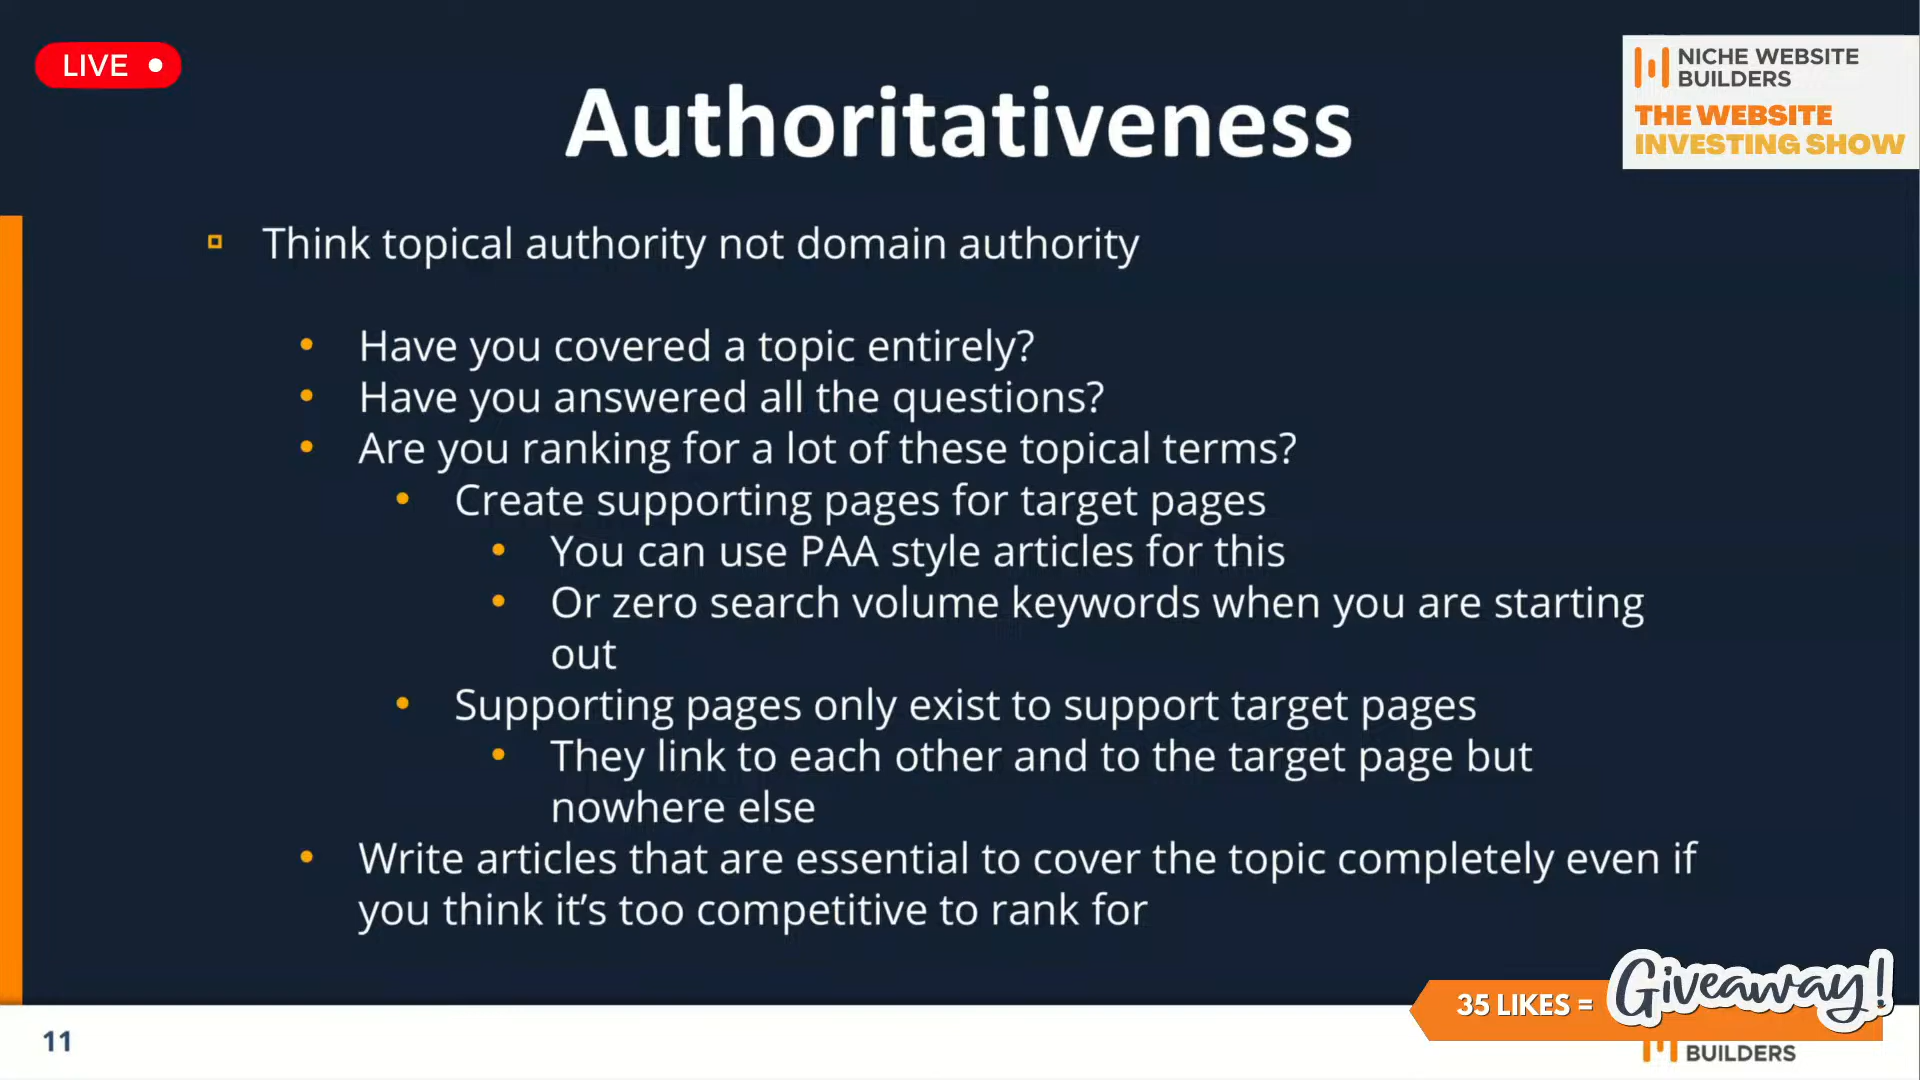 LIVE
NICHE WEBSITE
BUILDERS
THE WEBSITE
INVESTING SHOW
Authoritativeness
Think topical authority not domain authority
Have you covered a topic entirely?
Have you answered all the questions?
Are you ranking for a lot of these topical terms?
Create supporting pages for target pages
You can use PAA style articles for this
Or zero search volume keywords when you are starting
out
Supporting pages only exist to support target pages
They link to each other and to the target page but
nowhere else
Write articles that are essential to cover the topic completely even if
you think it’s too competitive to rank for
35 LIKES = Giveaway!
11
BUILDERS